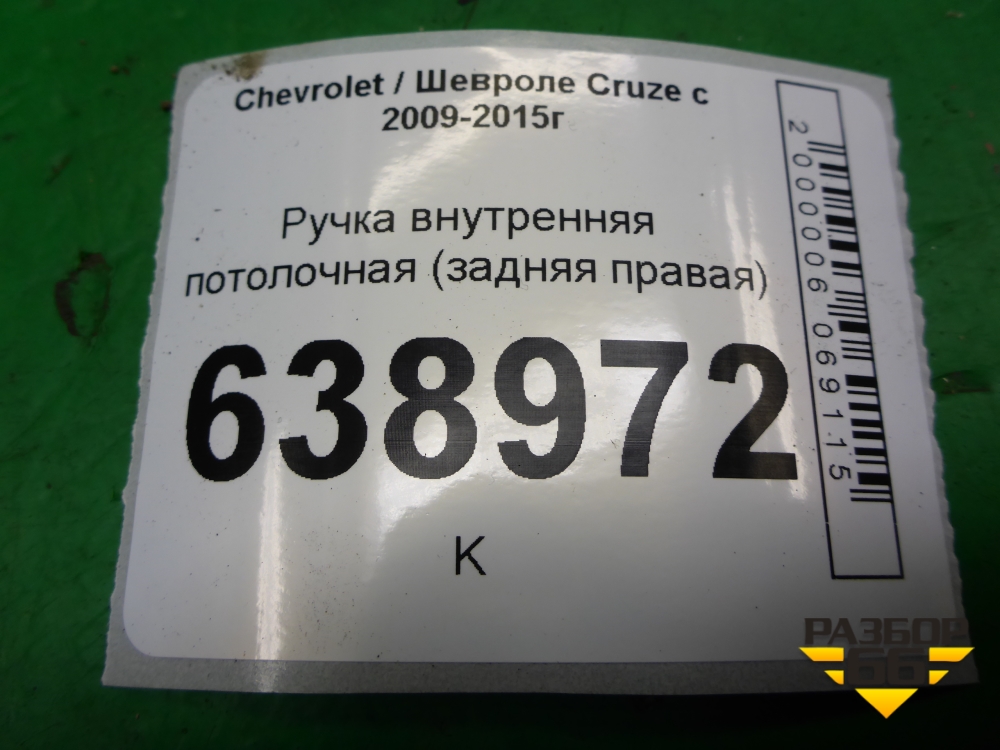 Chevrolet / Шевроле Cruze с
2009-2015г
Ручка внутренняя
потолочная (задняя правая)
638972
К
2000006069115
РАЗБОР
66